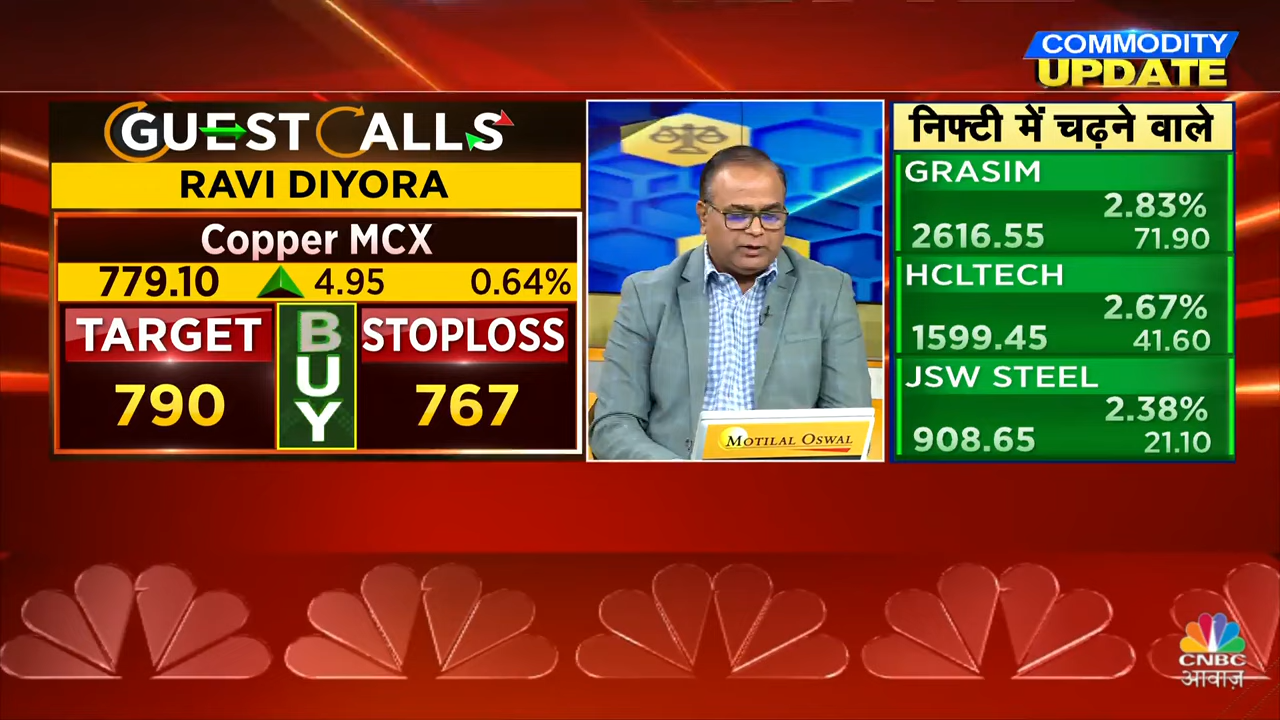 COMMODITY
UPDATE
GUEST CALLS
RAVI DIYORA
Copper MCX
779.10 4.95 0.64%
TARGET BUY STOPLOSS
790 767
MOTILAL OSWAL
निफ्टी में चढ़ने वाले
GRASIM
2.83%
2616.55 71.90
HCLTECH
2.67%
1599.45 41.60
JSW STEEL
2.38%
908.65 21.10
CNBC
आवाज़